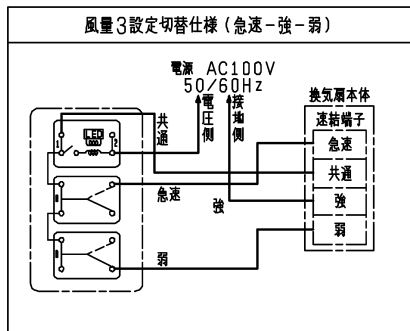 風量3設定切替仕様(急速-強-弱)
電源 AC100V
50/60Hz
電圧側
接地側
換気扇本体
速結端子
急速
共通
強
弱
共通
LED
1
2
急速
強
弱